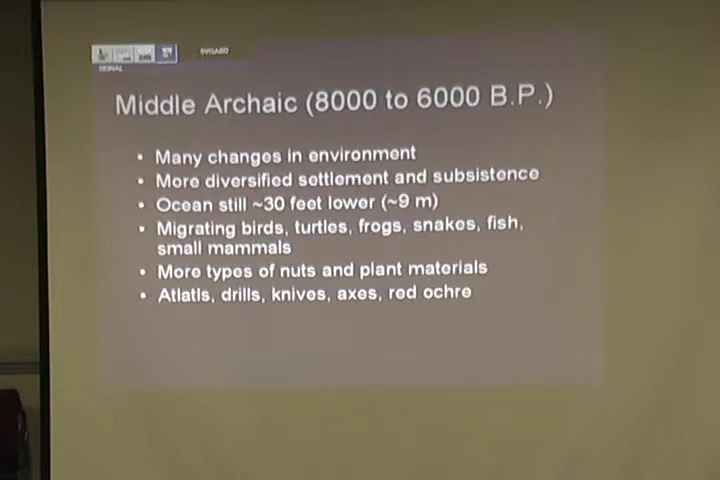 Middle Archaic (8000 to 6000 B.P.)
• Many changes in environment
• More diversified settlement and subsistence
• Ocean still ~30 feet lower (~9 m)
• Migrating birds, turtles, frogs, snakes, fish,
small mammals
• More types of nuts and plant materials
• Atlatls, drills, knives, axes, red ochre